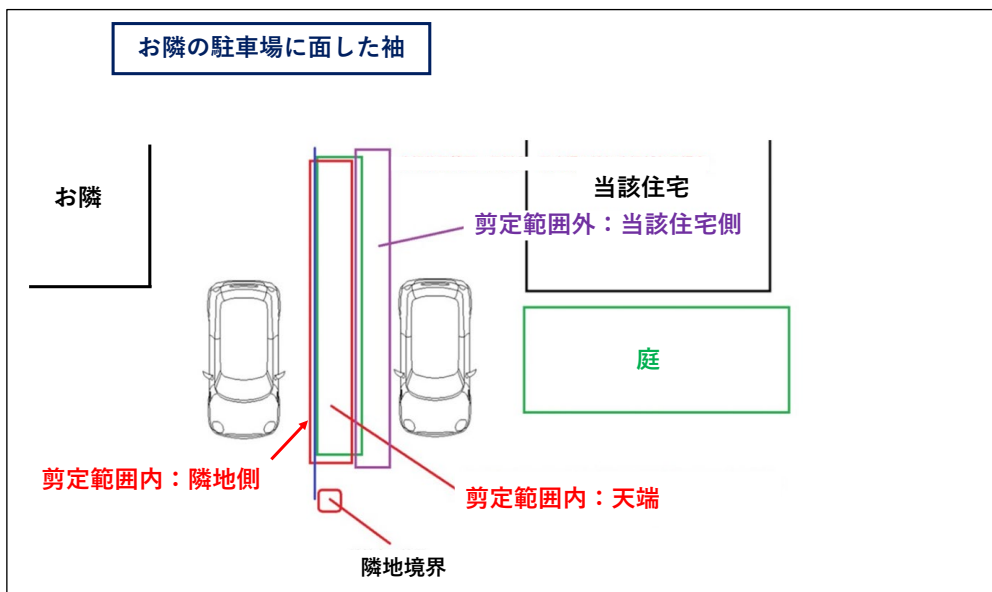 お隣の駐車場に面した袖
お隣
当該住宅
剪定範囲外：当該住宅側
庭
剪定範囲内：隣地側
剪定範囲内：天端
隣地境界